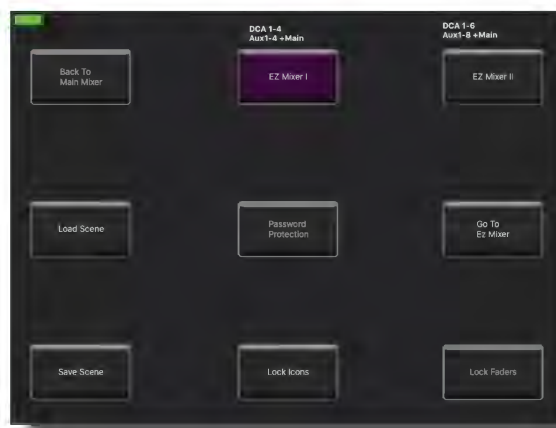 DCA 1-4
Aux1-4 +Main
DCA 1-6
Aux1-8 +Main
Back To
Main Mixer
EZ Mixer I
EZ Mixer II
Load Scene
Password
Protection
Go To
Ez Mixer
Save Scene
Lock Icons
Lock Faders